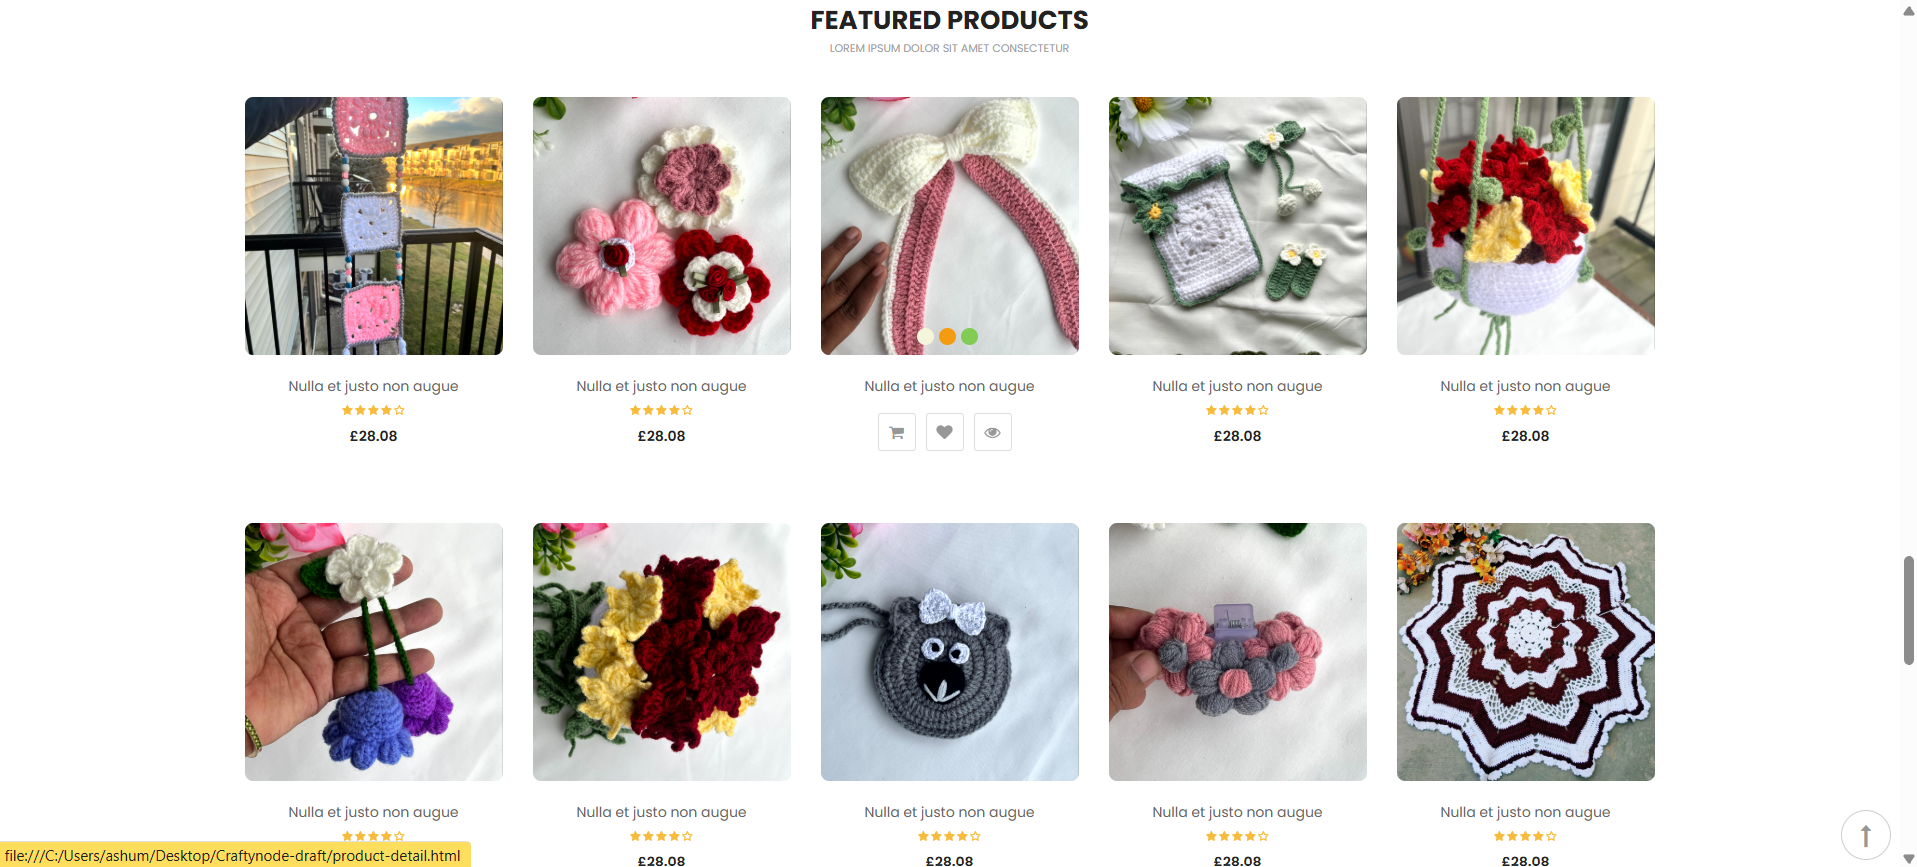 FEATURED PRODUCTS
LOREM IPSUM DOLOR SIT AMET CONSECTETUR
Nulla et justo non augue
£28.08
Nulla et justo non augue
£28.08
Nulla et justo non augue
Nulla et justo non augue
£28.08
Nulla et justo non augue
£28.08
Nulla et justo non augue
Nulla et justo non augue
£28.08
Nulla et justo non augue
£28.08
Nulla et justo non augue
£28.08
Nulla et justo non augue
£28.08
file:///C:/Users/ashum/Desktop/Craftynode-draft/product-detail.html